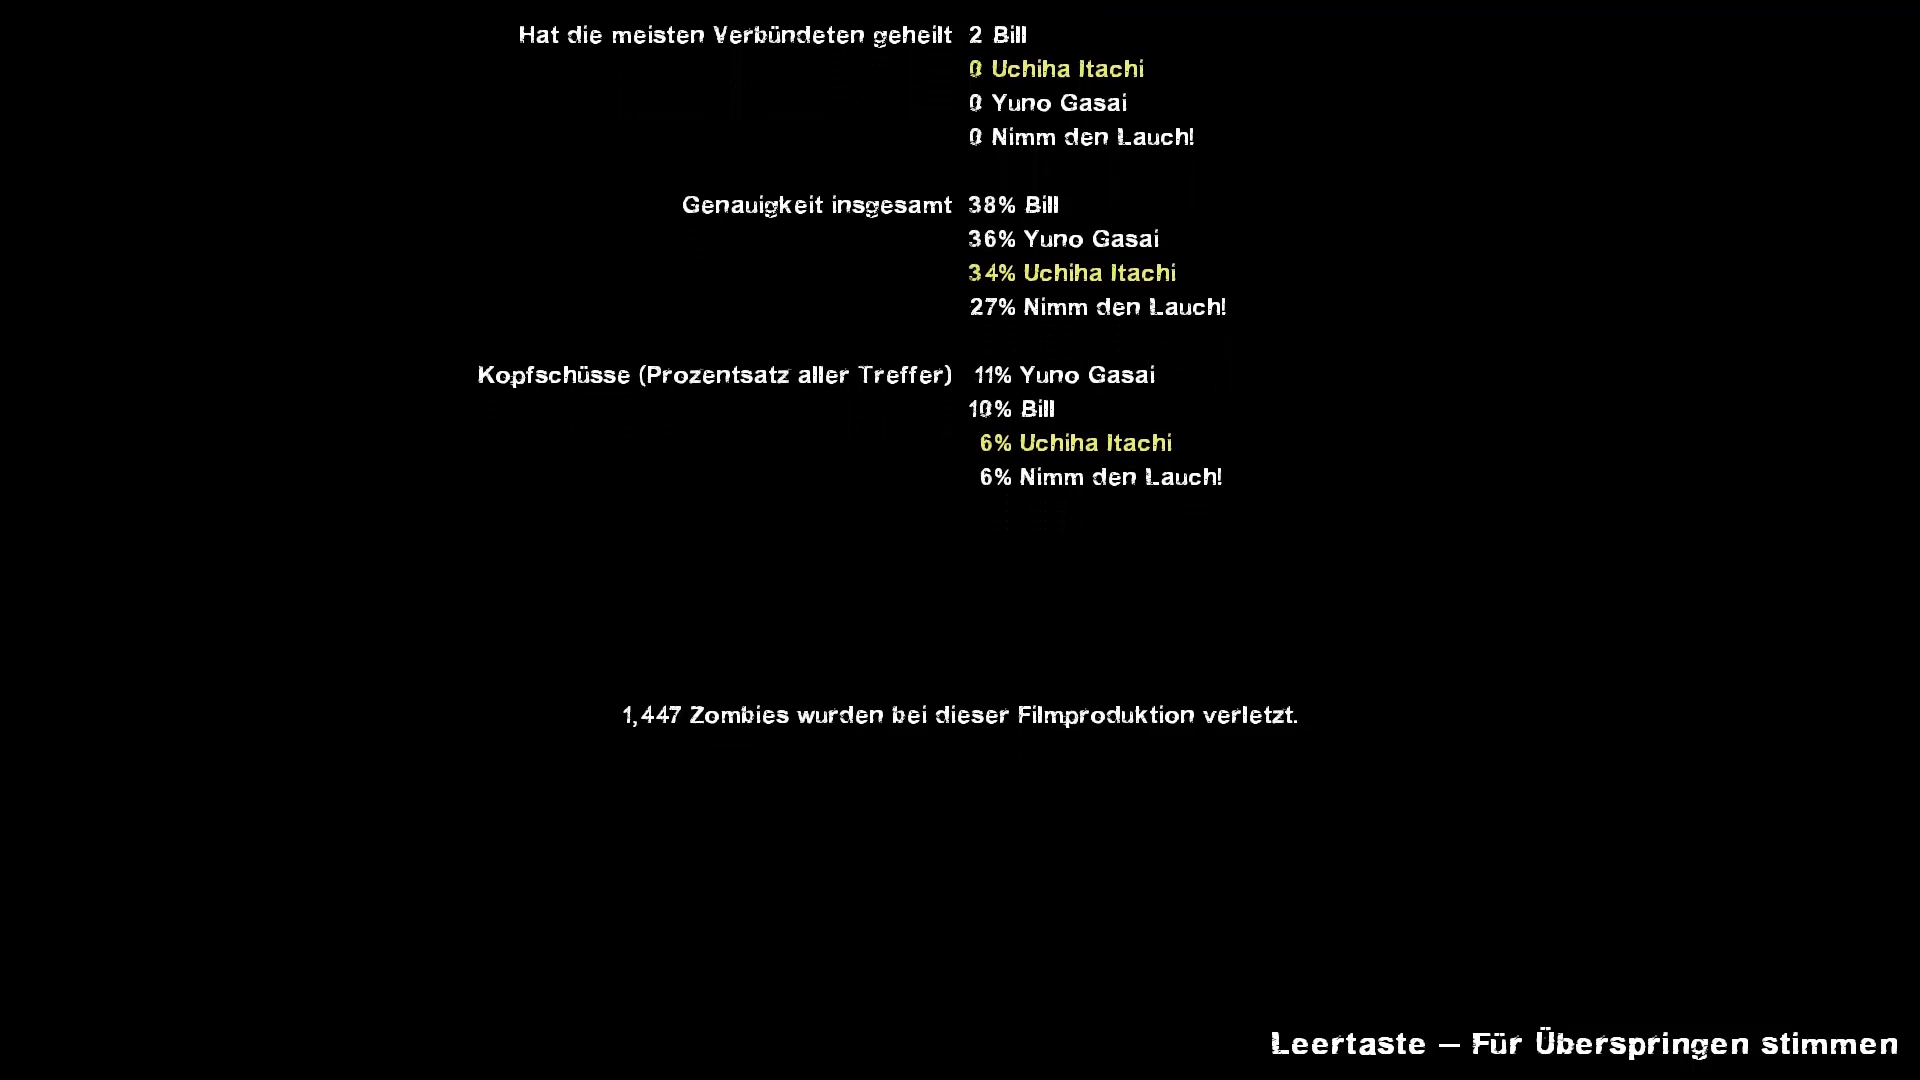 Hat die meisten Verbündeten geheilt 2 Bill
0 Uchiha Itachi
0 Yuno Gasai
0 Nimm den Lauch!
Genauigkeit insgesamt 38% Bill
36% Yuno Gasai
34% Uchiha Itachi
27% Nimm den Lauch!
Kopfschüsse (Prozentsatz aller Treffer) 11% Yuno Gasai
10% Bill
6% Uchiha Itachi
6% Nimm den Lauch!
1,447 Zombies wurden bei dieser Filmproduktion verletzt.
Leertaste – Für Überspringen stimmen